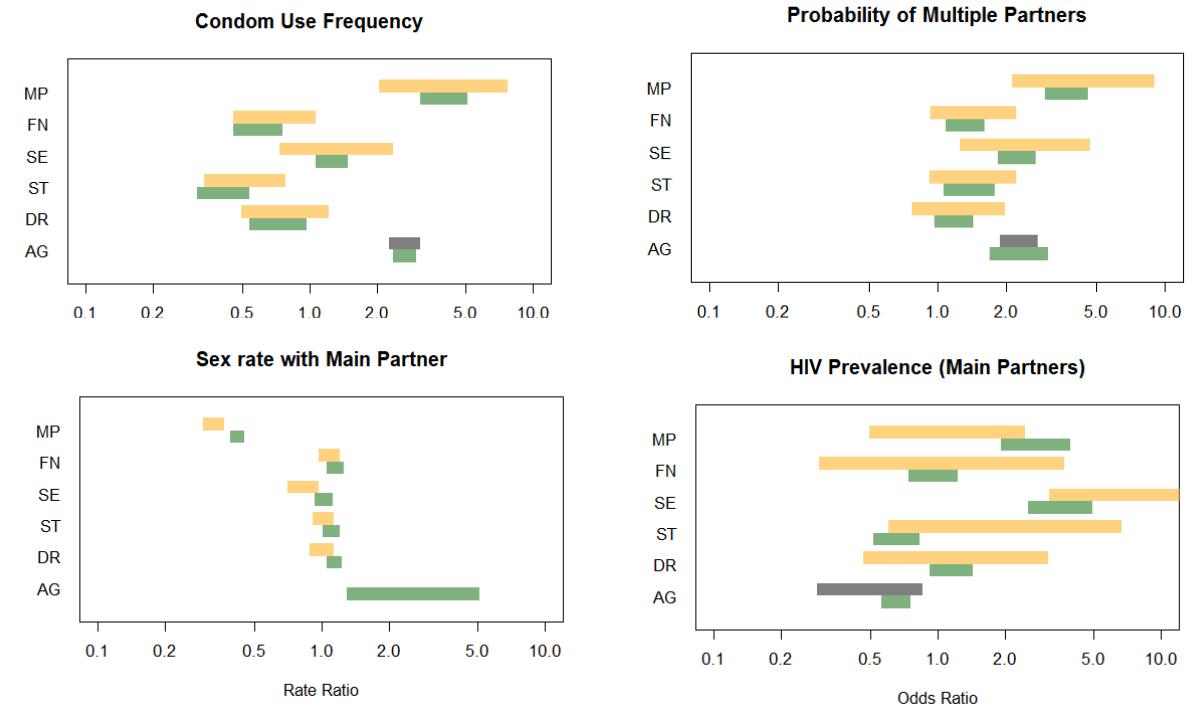 Condom Use Frequency
MP
FN
SE
ST
DR
AG
0.1 0.2 0.5 1.0 2.0 5.0 10.0
Probability of Multiple Partners
MP
FN
SE
ST
DR
AG
0.1 0.2 0.5 1.0 2.0 5.0 10.0
Sex rate with Main Partner
MP
FN
SE
ST
DR
AG
0.1 0.2 0.5 1.0 2.0 5.0 10.0
Rate Ratio
HIV Prevalence (Main Partners)
MP
FN
SE
ST
DR
AG
0.1 0.2 0.5 1.0 2.0 5.0 10.0
Odds Ratio